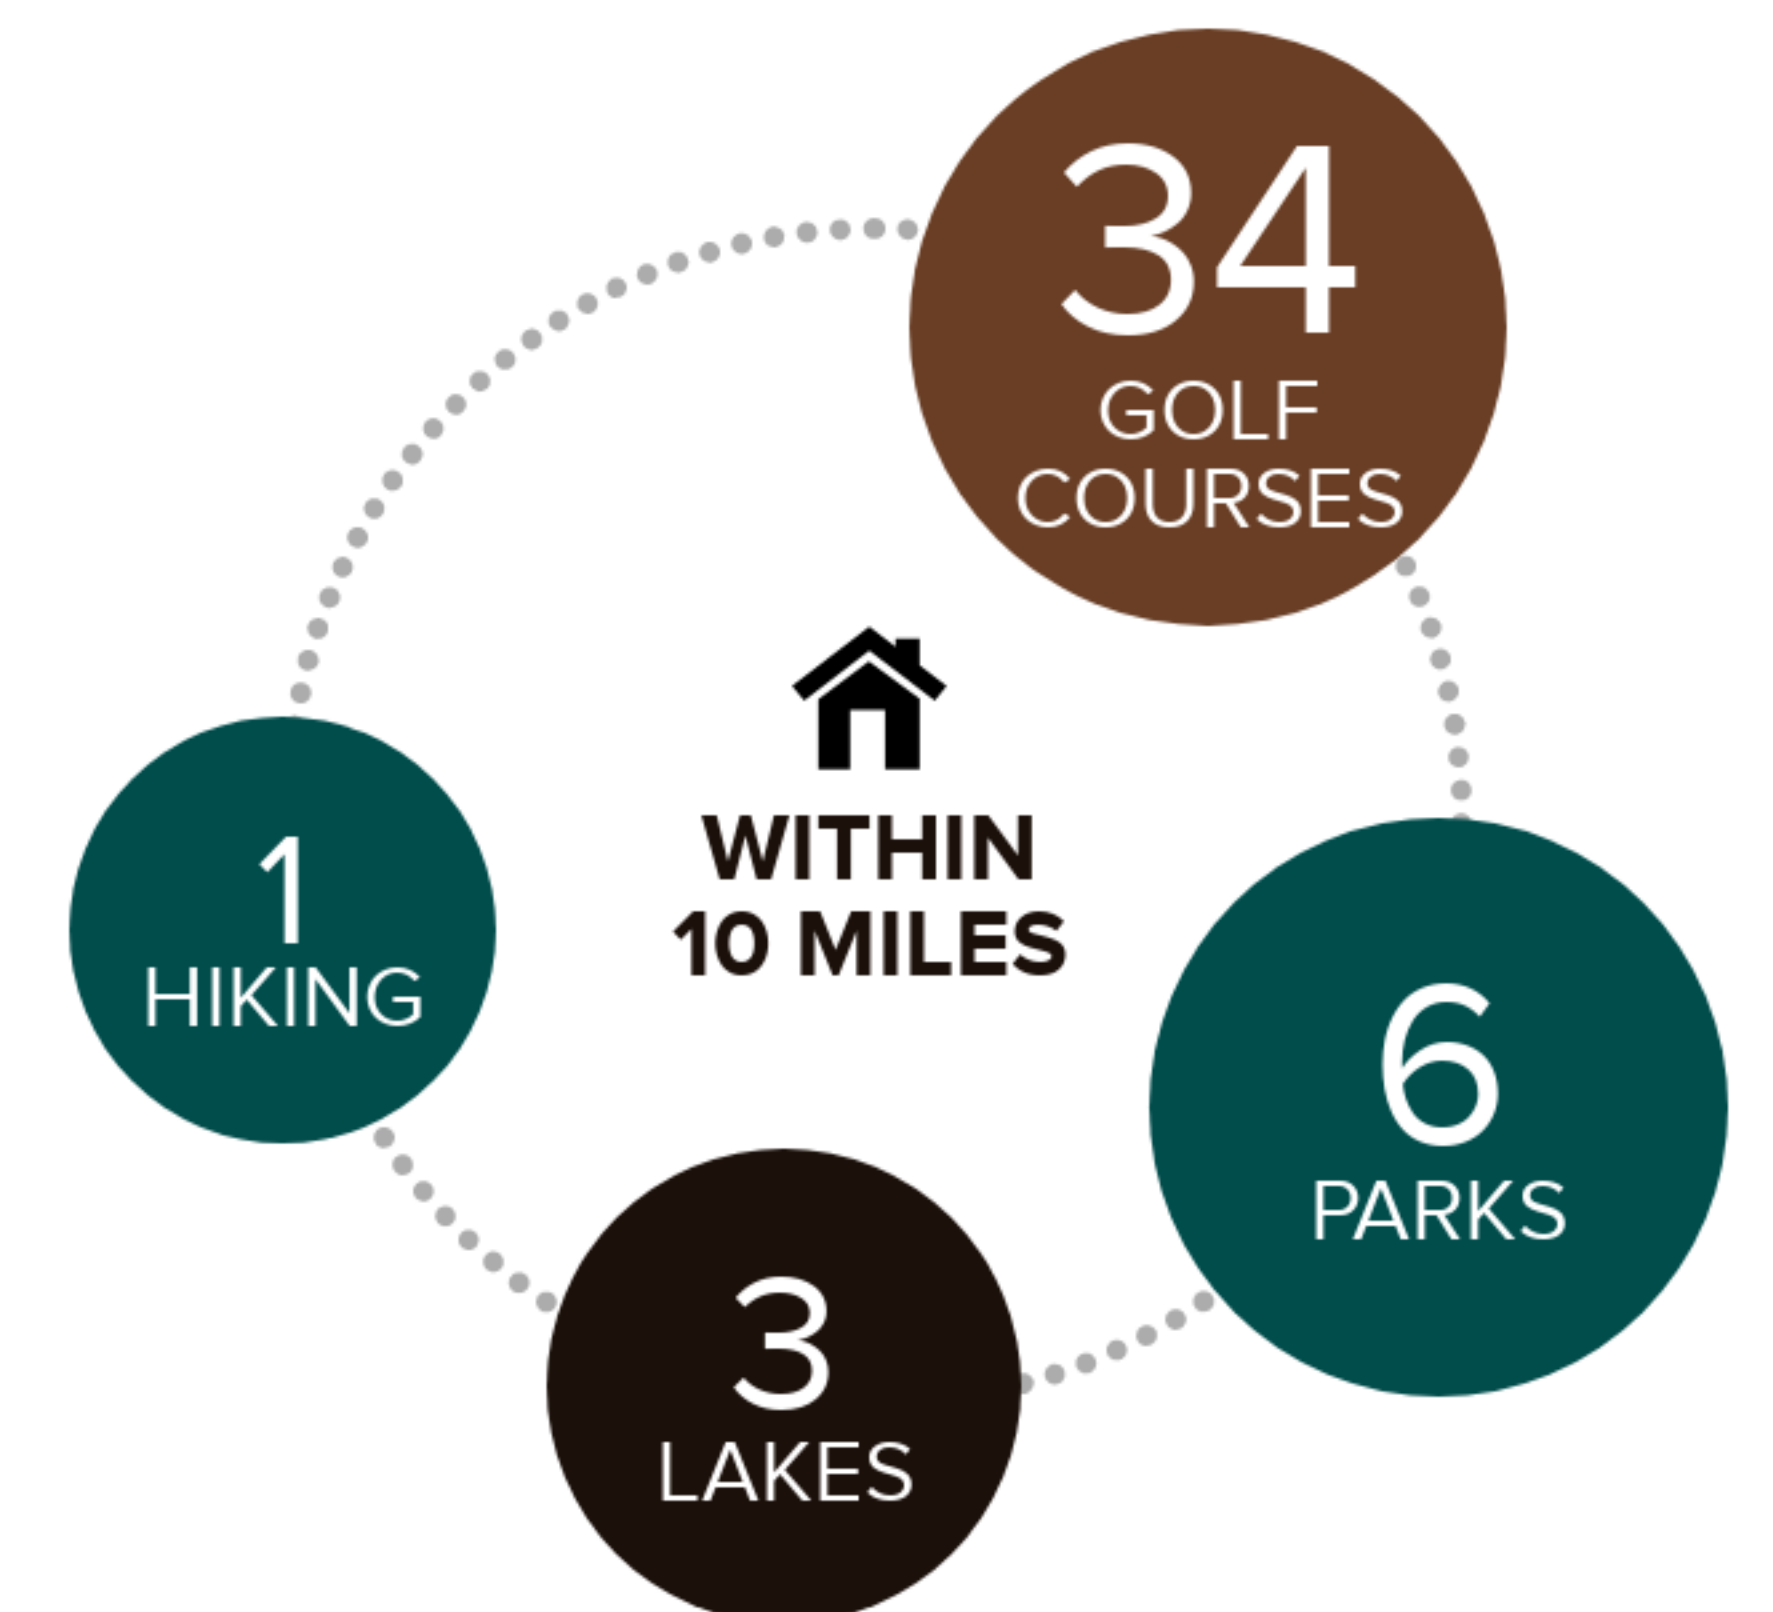 34
GOLF
COURSES
1
HIKING
WITHIN
10 MILES
6
PARKS
3
LAKES